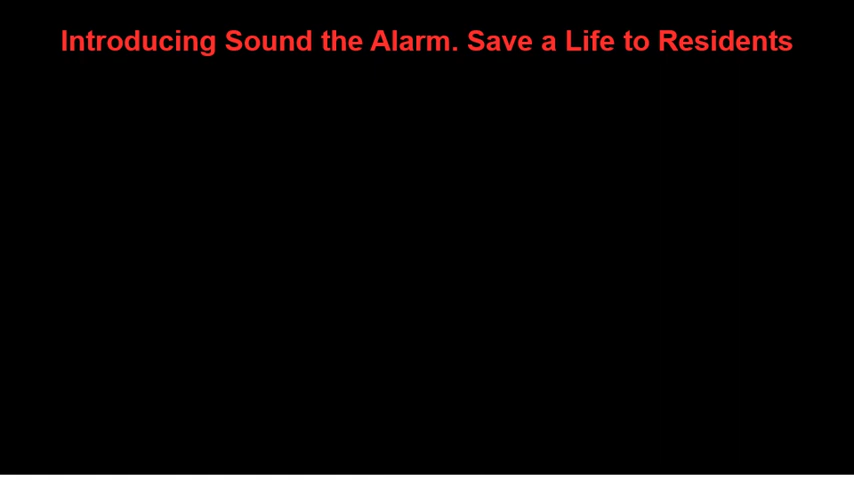 Introducing Sound the Alarm. Save a Life to Residents